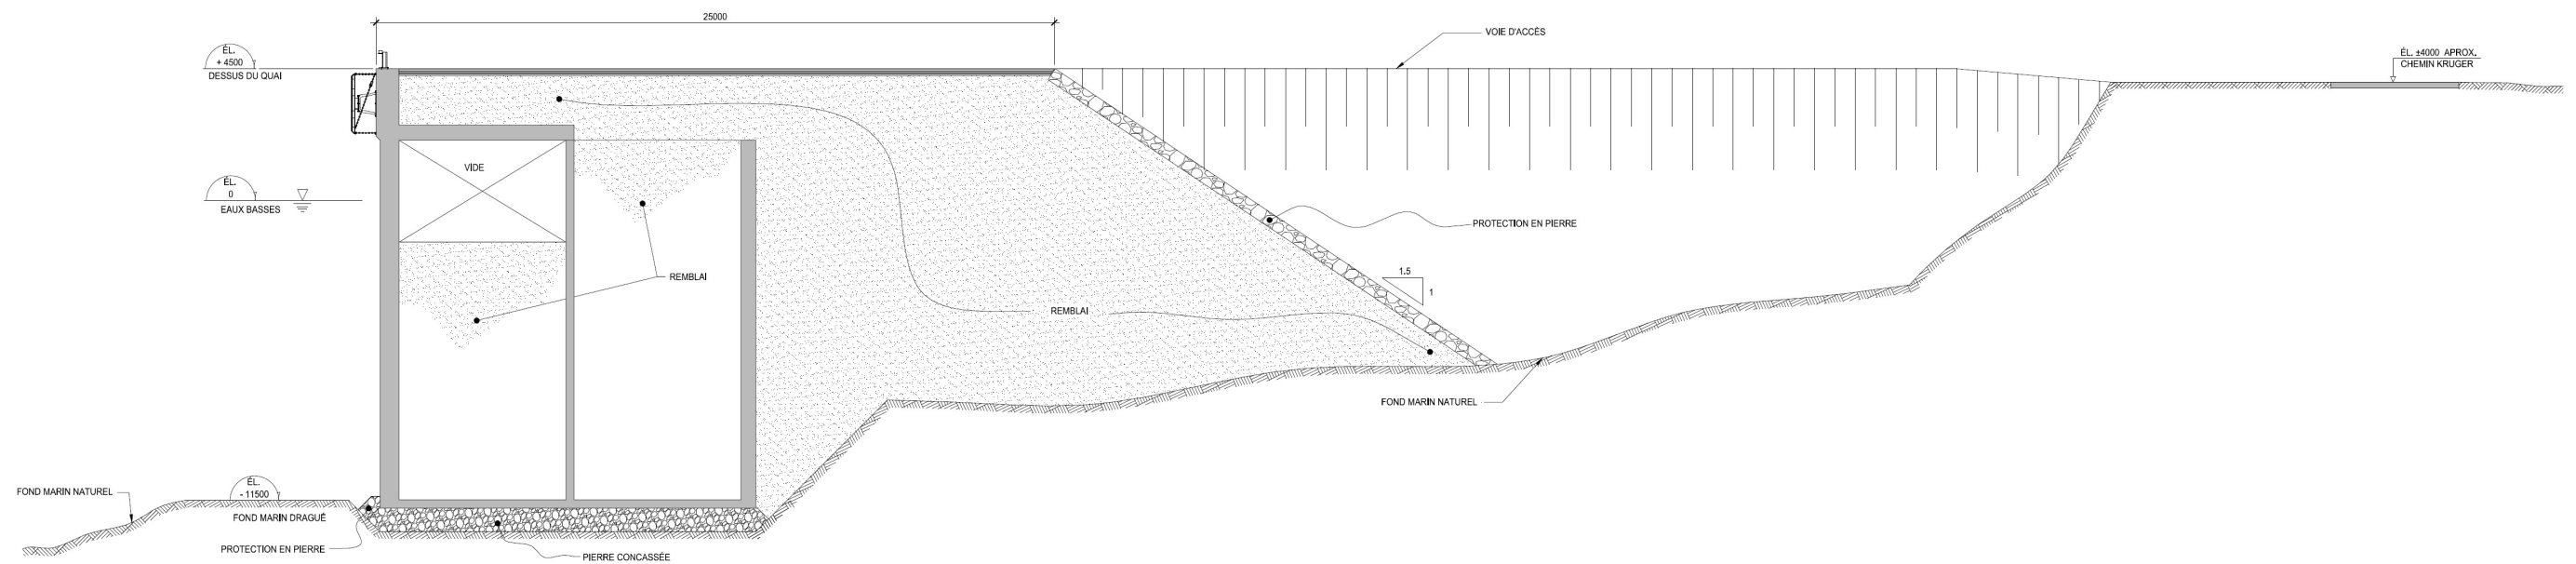 25000
VOIE D'ACCÈS
ÉL.
+ 4500
DESSUS DU QUAI
ÉL. ±4000 APROX.
CHEMIN KRUGER
VIDE
ÉL.
0
EAUX BASSES
PROTECTION EN PIERRE
REMBLAI
1.5
1
REMBLAI
FOND MARIN NATUREL
ÉL.
- 11500
FOND MARIN NATUREL
FOND MARIN DRAGUÉ
PROTECTION EN PIERRE
PIERRE CONCASSÉE